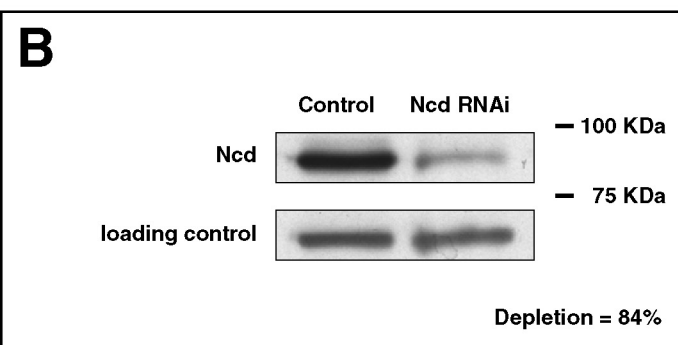 B
Control Ncd RNAi
100 KDa
Ncd
75 KDa
loading control
Depletion = 84%